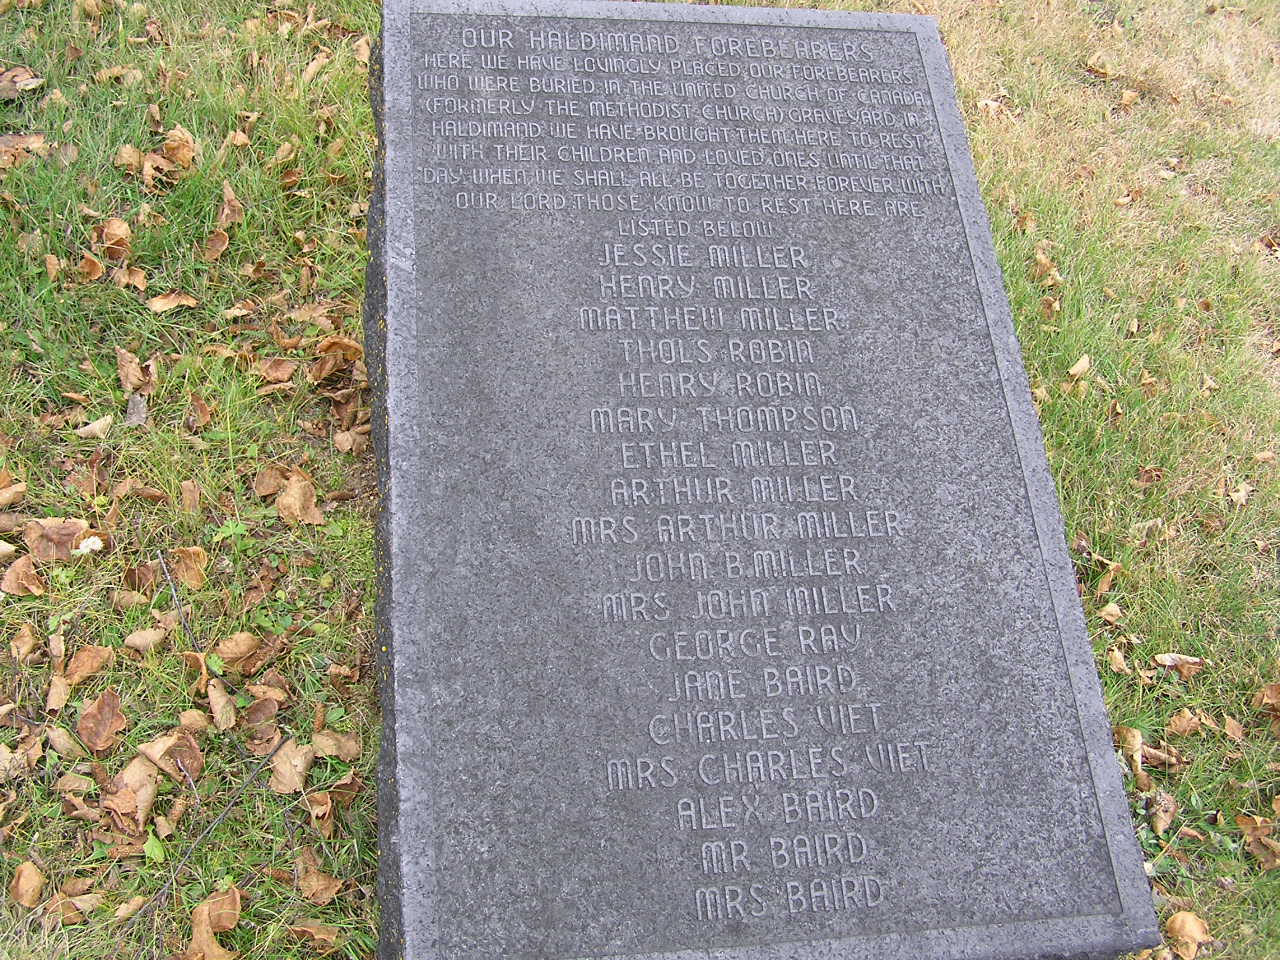 OUR HALDIMAND FOREBEARERS
HERE WE HAVE LOVINGLY PLACED OUR FOREBEARERS
WHO WERE BURIED IN THE UNITED CHURCH OF CANADA
(FORMERLY THE METHODIST CHURCH) GRAVEYARD IN
HALDIMAND. WE HAVE BROUGHT THEM HERE TO REST
WITH THEIR CHILDREN AND LOVED ONES UNTIL THAT
DAY WHEN WE SHALL ALL BE TOGETHER FOREVER WITH
OUR LORD. THOSE KNOW TO REST HERE ARE
LISTED BELOW.
JESSIE MILLER
HENRY MILLER
MATTHEW MILLER
THOL'S ROBIN
HENRY ROBIN
MARY THOMPSON
ETHEL MILLER
ARTHUR MILLER
MRS ARTHUR MILLER
JOHN B. MILLER
MRS JOHN MILLER
GEORGE RAY
JANE BAIRD
CHARLES VIET
MRS CHARLES VIET
ALEX BAIRD
MR BAIRD
MRS BAIRD